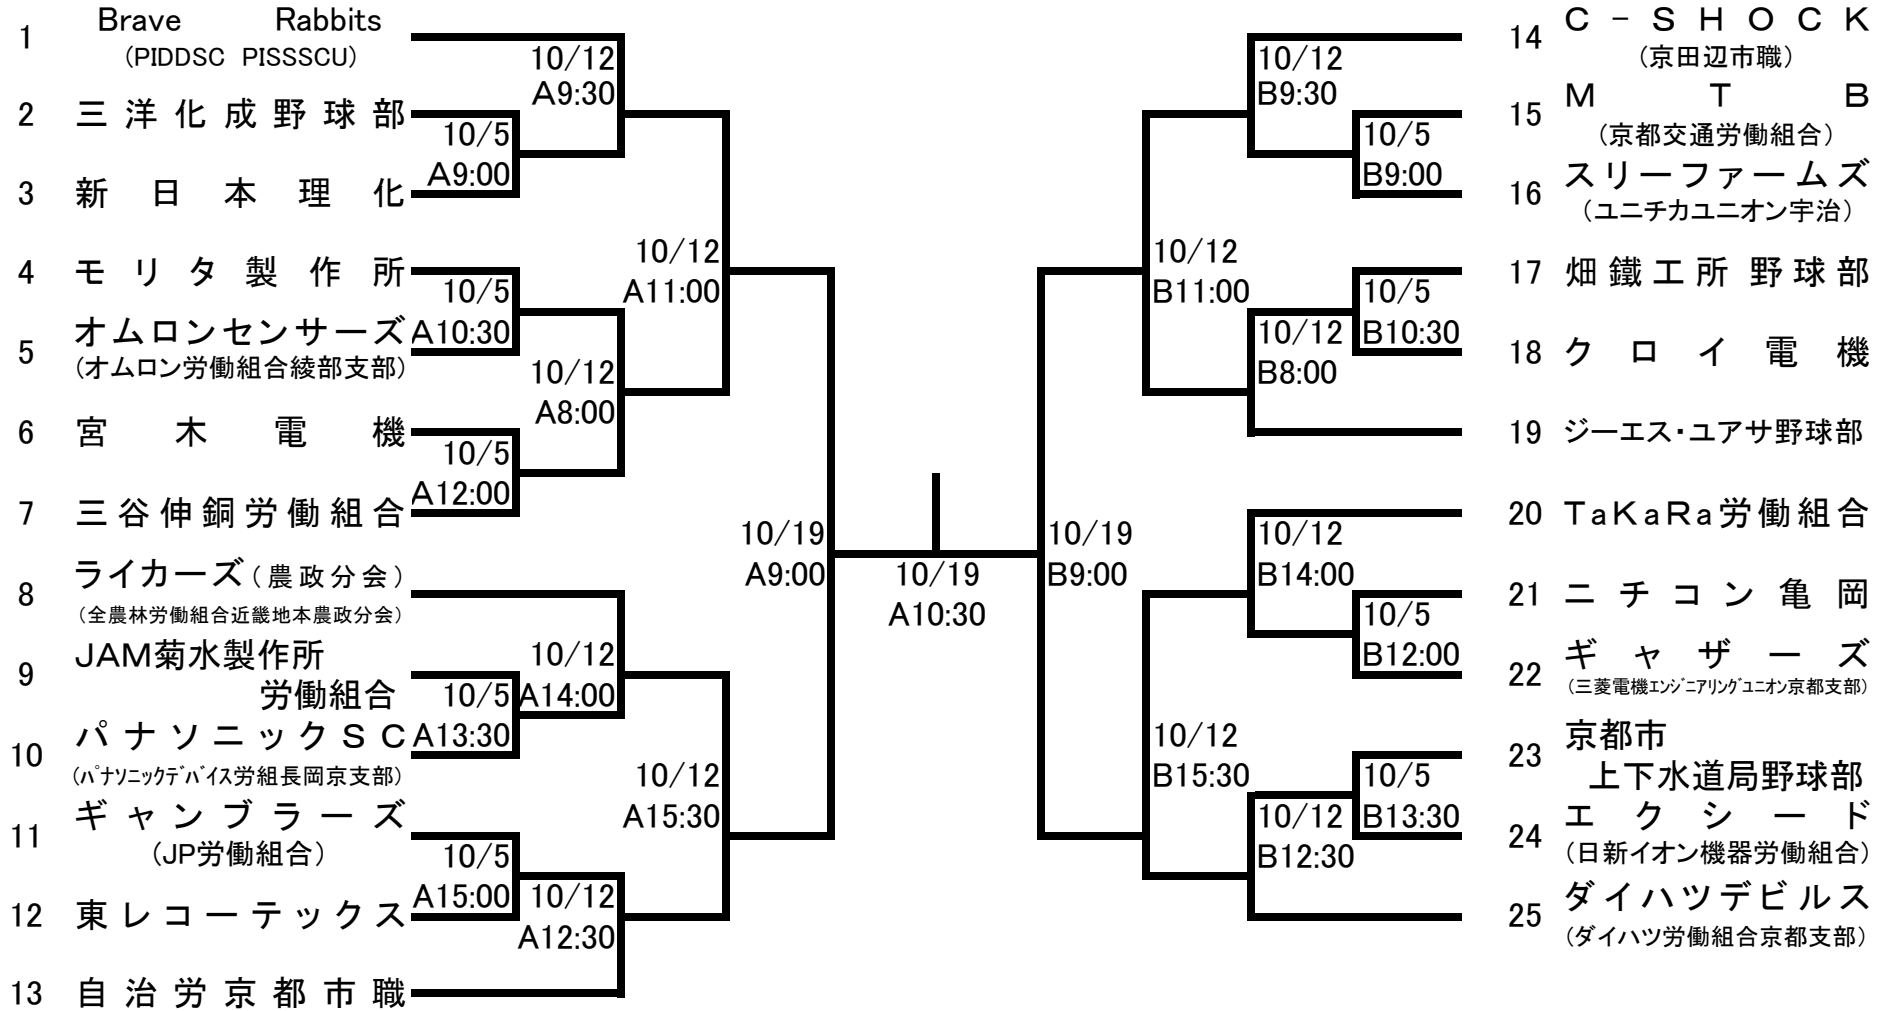 1 Brave Rabbits
(PIDDSC PISSSCU)
2 三洋化成野球部
3 新日本理化
4 モリタ製作所
5 オムロンセンサーズ
(オムロン労働組合綾部支部)
6 宮木電機
7 三谷伸銅労働組合
8 ライカーズ(農政分会)
(全農林労働組合近畿地本農政分会)
9 JAM菊水製作所
労働組合
10 パナソニックSC
(パナソニックデバイス労組長岡京支部)
11 ギャンブラーズ
(JP労働組合)
12 東レコーテックス
13 自治労京都市職
10/12
A9:30
10/5
A9:00
10/12
A11:00
10/5
A10:30
10/12
A8:00
10/5
A12:00
10/19
A9:00
10/12
A14:00
10/5
A13:30
10/12
A15:30
10/5
A15:00
10/12
A12:30
10/19
A10:30
10/12
B9:30
10/5
B9:00
10/12
B11:00
10/5
B10:30
10/12
B8:00
10/19
B9:00
10/12
B14:00
10/5
B12:00
10/12
B15:30
10/5
B13:30
10/12
B12:30
14 C-SHOCK
(京田辺市職)
15 MTB
(京都交通労働組合)
16 スリーファームズ
(ユニチカユニオン宇治)
17 畑鐵工所野球部
18 クロイ電機
19 ジーエス・ユアサ野球部
20 TaKaRa労働組合
21 ニチコン亀岡
22 ギャザーズ
(三菱電機エンジニアリングユニオン京都支部)
23 京都市
上下水道局野球部
24 エクシード
(日新イオン機器労働組合)
25 ダイハツデビルス
(ダイハツ労働組合京都支部)